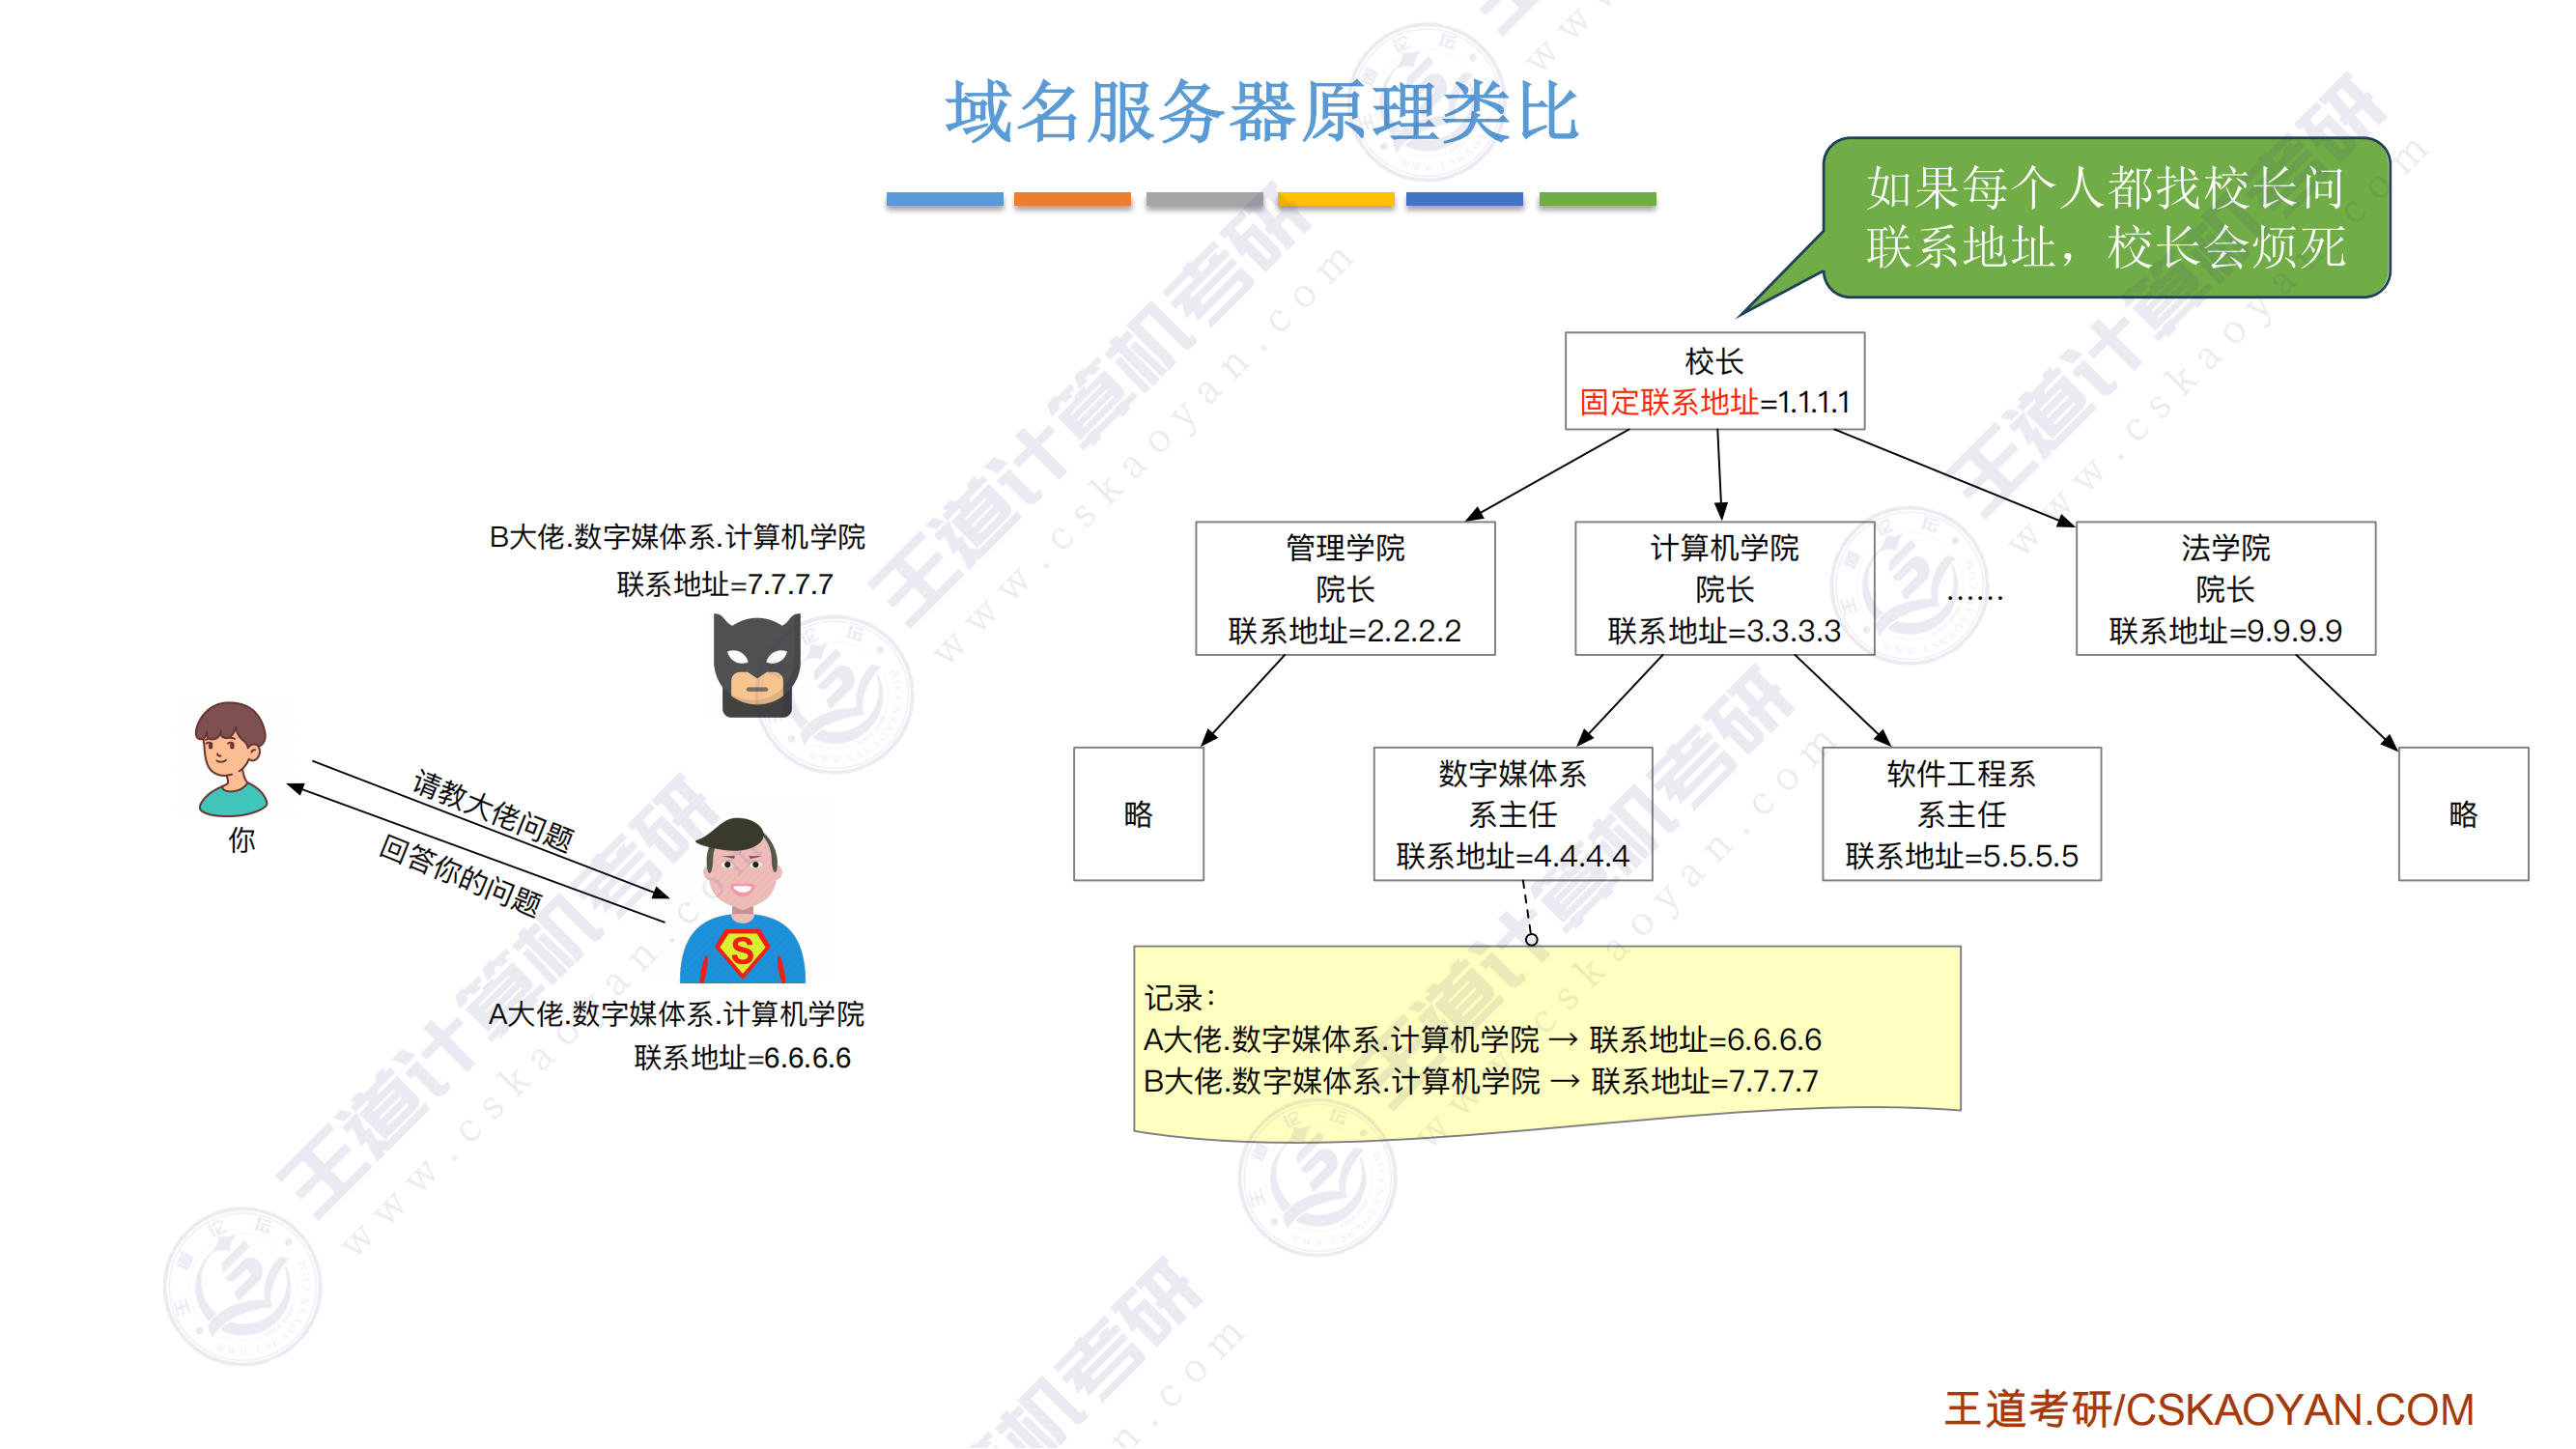 域名服务器原理类比
如果每个人都找校长问
联系地址，校长会烦死
校长
固定联系地址=1.1.1.1
管理学院
院长
联系地址=2.2.2.2
计算机学院
院长
联系地址=3.3.3.3
……
法学院
院长
联系地址=9.9.9.9
略
数字媒体系
系主任
联系地址=4.4.4.4
软件工程系
系主任
联系地址=5.5.5.5
略
记录：
A大佬.数字媒体系.计算机学院 → 联系地址=6.6.6.6
B大佬.数字媒体系.计算机学院 → 联系地址=7.7.7.7
B大佬.数字媒体系.计算机学院
联系地址=7.7.7.7
你
请教大佬问题
回答你的问题
S
A大佬.数字媒体系.计算机学院
联系地址=6.6.6.6
王道计算机考研
www.cskaoyan.com
王道考研/CSKAOYAN.COM